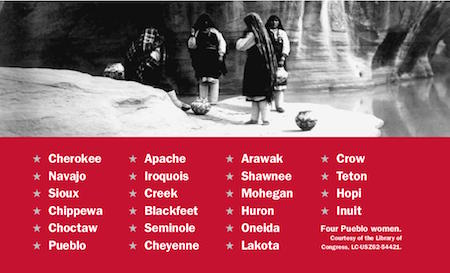 Cherokee
Navajo
Sioux
Chippewa
Choctaw
Pueblo
Apache
Iroquois
Creek
Blackfeet
Seminole
Cheyenne
Arawak
Shawnee
Mohegan
Huron
Oneida
Lakota
Crow
Teton
Hopi
Inuit
Four Pueblo women.
Courtesy of the Library of
Congress, LC-USZ62-54421.